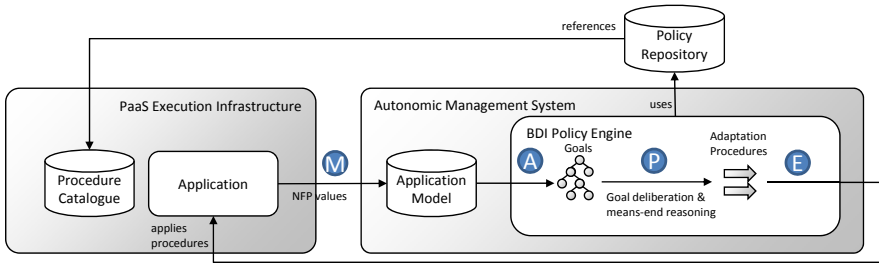 references
Policy
Repository
PaaS Execution Infrastructure
Autonomic Management System
uses
BDI Policy Engine
Procedure
Catalogue
Application
M
NFP values
Application
Model
A
Goals
P
Goal deliberation &
means-end reasoning
Adaptation
Procedures
E
applies
procedures